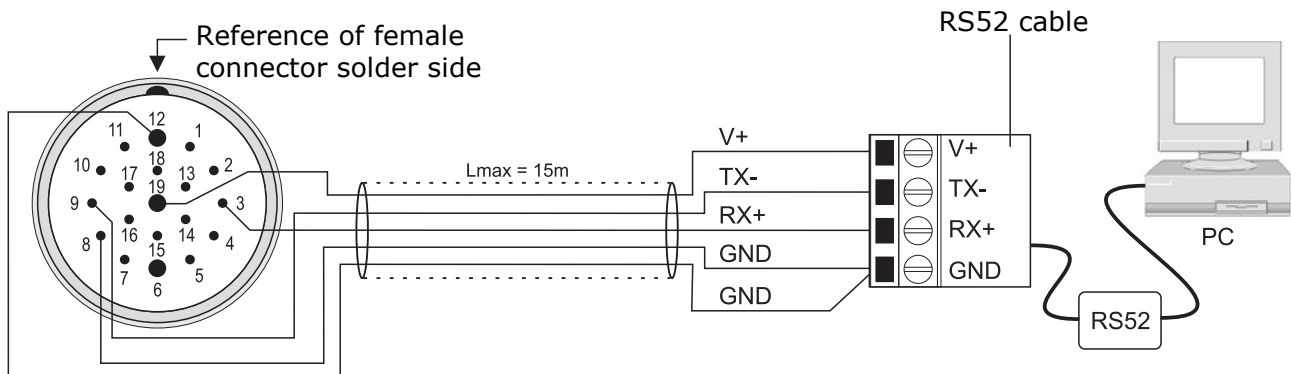 Reference of female
connector solder side
RS52 cable
12
11
1
10
18
2
17
13
19
9
3
16
14
8
15
4
7
5
6
Lmax = 15m
V+
TX-
RX+
GND
GND
V+
TX-
RX+
GND
RS52
PC